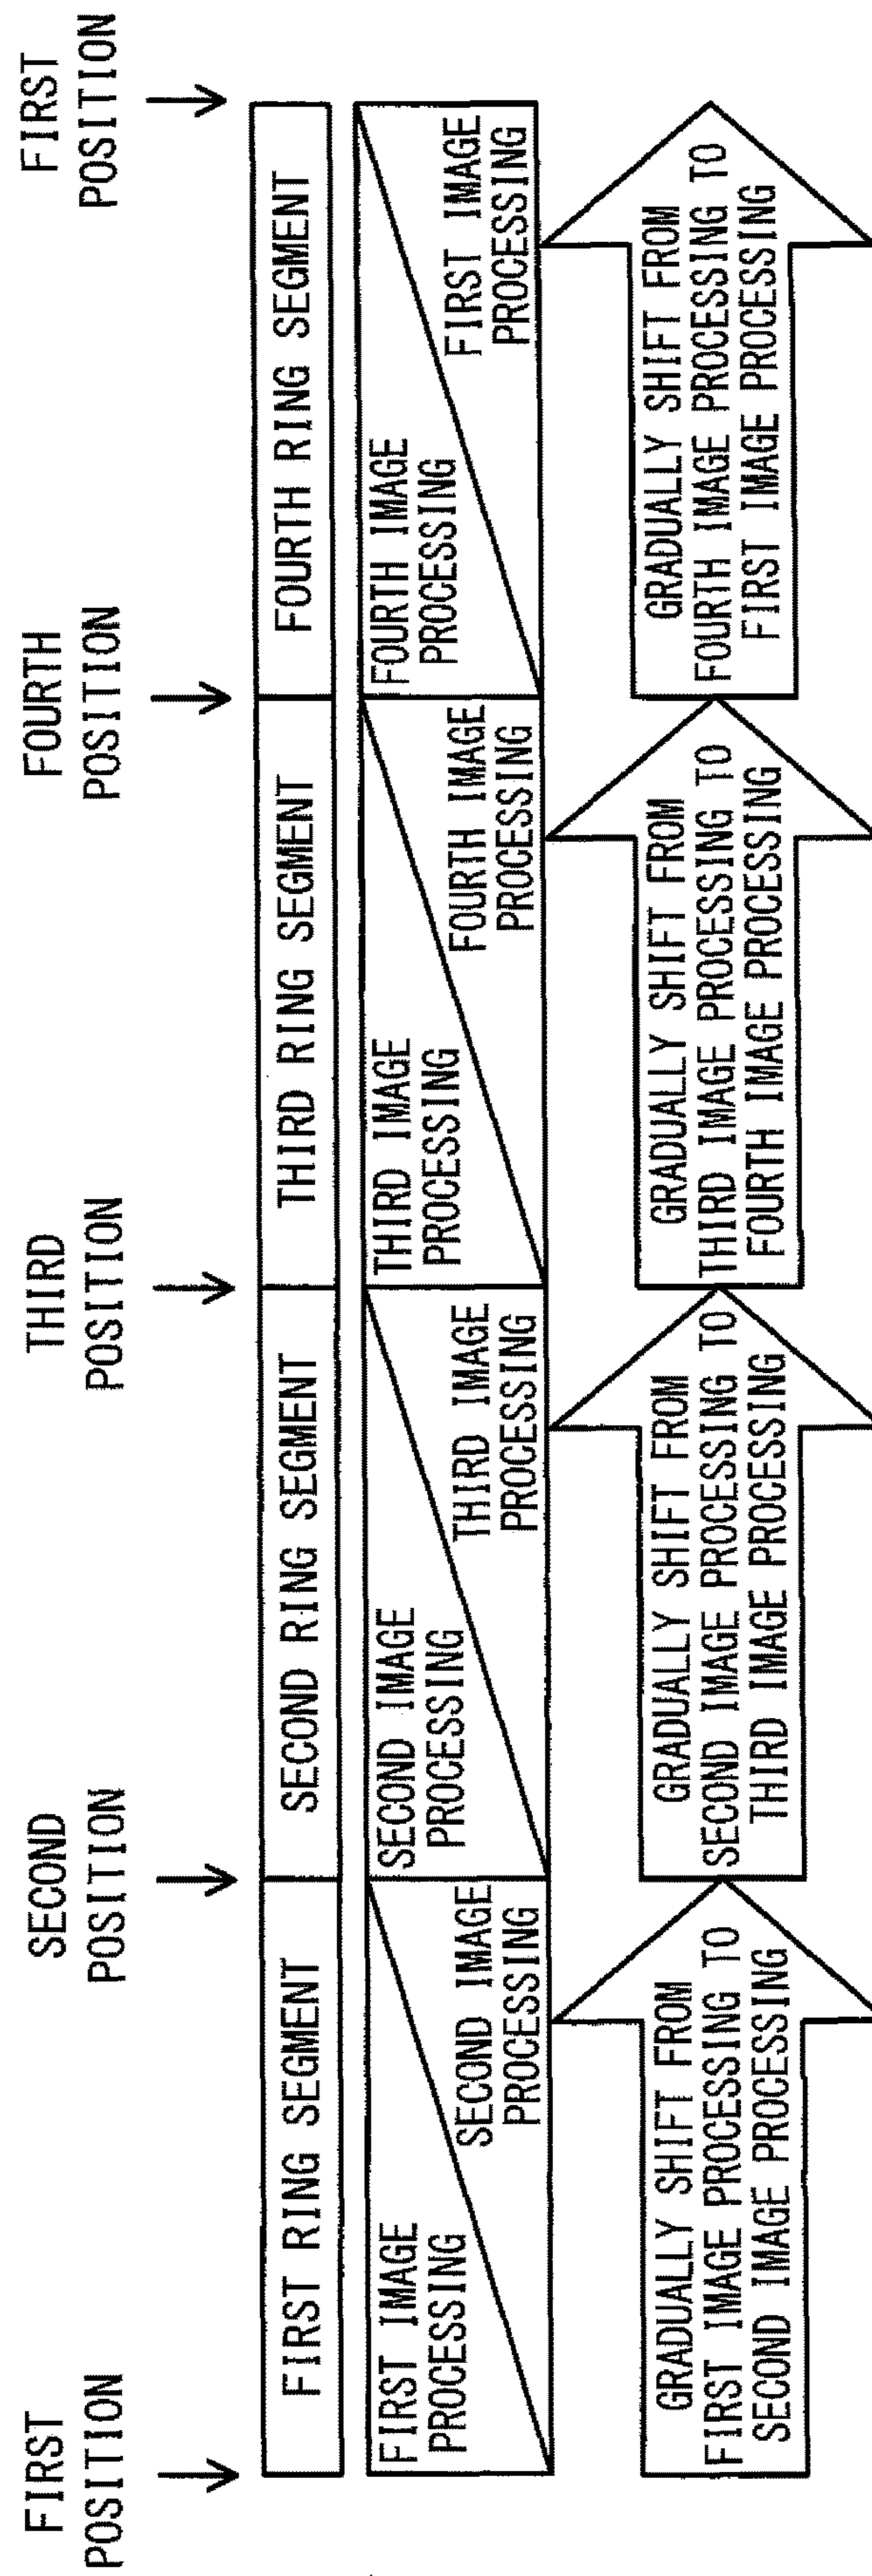 FIRST
POSITION
SECOND
POSITION
THIRD
POSITION
FOURTH
POSITION
FIRST
POSITION
FIRST RING SEGMENT
SECOND RING SEGMENT
THIRD RING SEGMENT
FOURTH RING SEGMENT
FIRST IMAGE
PROCESSING
SECOND IMAGE
PROCESSING
SECOND IMAGE
PROCESSING
THIRD IMAGE
PROCESSING
THIRD IMAGE
PROCESSING
FOURTH IMAGE
PROCESSING
FOURTH IMAGE
PROCESSING
FIRST IMAGE
PROCESSING
GRADUALLY SHIFT FROM
FIRST IMAGE PROCESSING TO
SECOND IMAGE PROCESSING
GRADUALLY SHIFT FROM
SECOND IMAGE PROCESSING TO
THIRD IMAGE PROCESSING
GRADUALLY SHIFT FROM
THIRD IMAGE PROCESSING TO
FOURTH IMAGE PROCESSING
GRADUALLY SHIFT FROM
FOURTH IMAGE PROCESSING TO
FIRST IMAGE PROCESSING